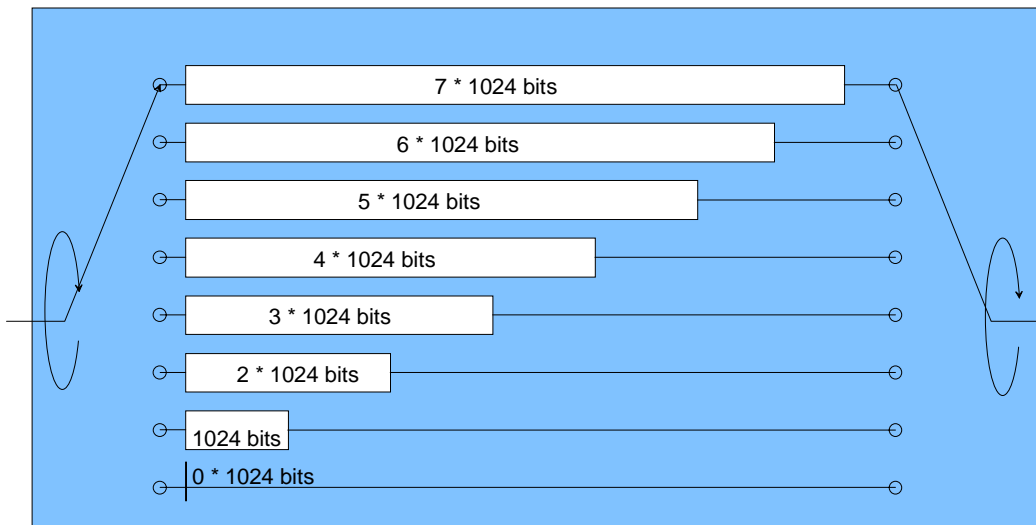 7 * 1024 bits
6 * 1024 bits
5 * 1024 bits
4 * 1024 bits
3 * 1024 bits
2 * 1024 bits
1024 bits
0 * 1024 bits